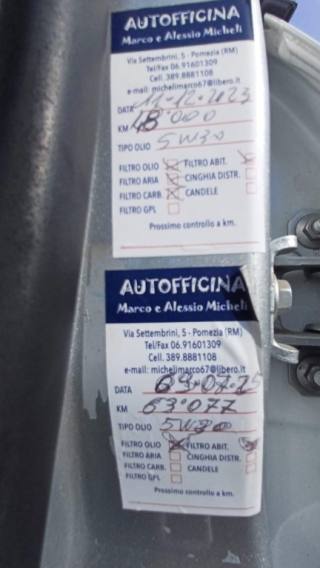 AUTOFFICINA
Marco e Alessio Micheli
Via Settembrini, 5 - Pomezia (RM)
Tel/Fax 06.91601309
Cell. 389.8881108
e-mail: michelimarco67@libero.it
DATA 11-12-2023
KM 48°000
TIPO OLIO 5W30
FILTRO OLIO FILTRO ABIT.
FILTRO ARIA CINGHIA DISTR.
FILTRO CARB. CANDELE
FILTRO GPL
Prossimo controllo a km.
AUTOFFICINA
Marco e Alessio Micheli
Via Settembrini, 5 - Pomezia (RM)
Tel/Fax 06.91601309
Cell. 389.8881108
e-mail: michelimarco67@libero.it
DATA
KM 63°077
TIPO OLIO 5W30
FILTRO OLIO FILTRO ABIT.
FILTRO ARIA CINGHIA DISTR.
FILTRO CARB. CANDELE
FILTRO GPL
Prossimo controllo a km.